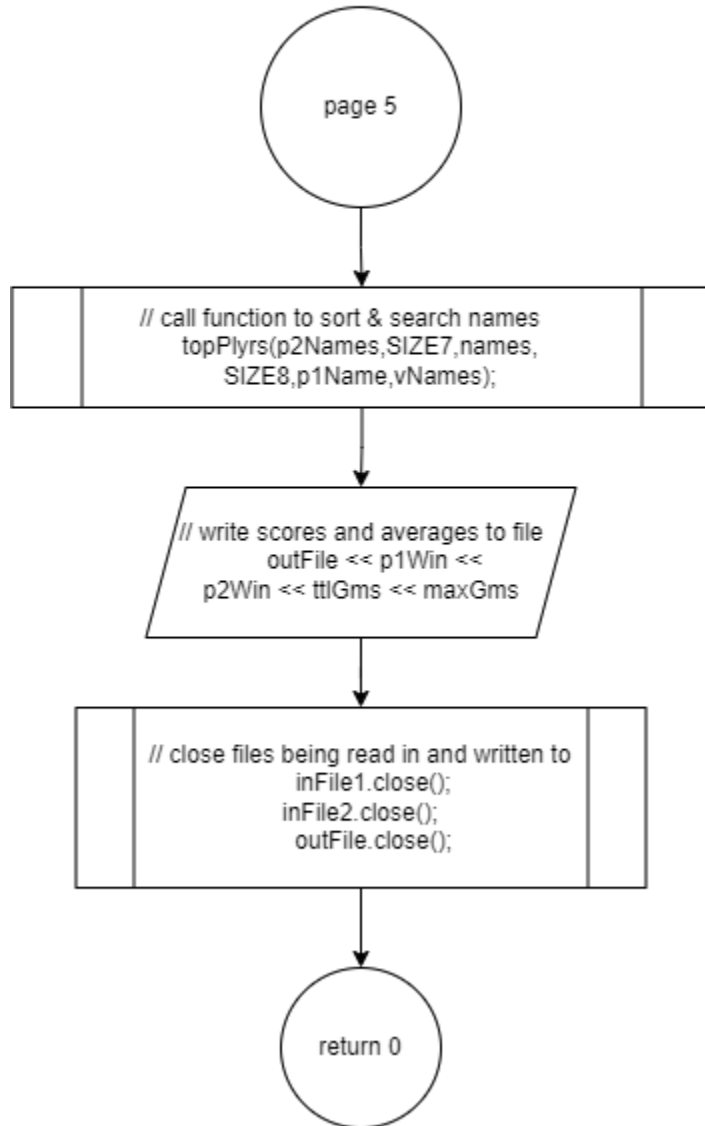 page 5
// call function to sort & search names
topPlyrs(p2Names,SIZE7,names,
SIZE8,p1Name,vNames);
// write scores and averages to file
outFile << p1Win <<
p2Win << ttlGms << maxGms
// close files being read in and written to
inFile1.close();
inFile2.close();
outFile.close();
return 0